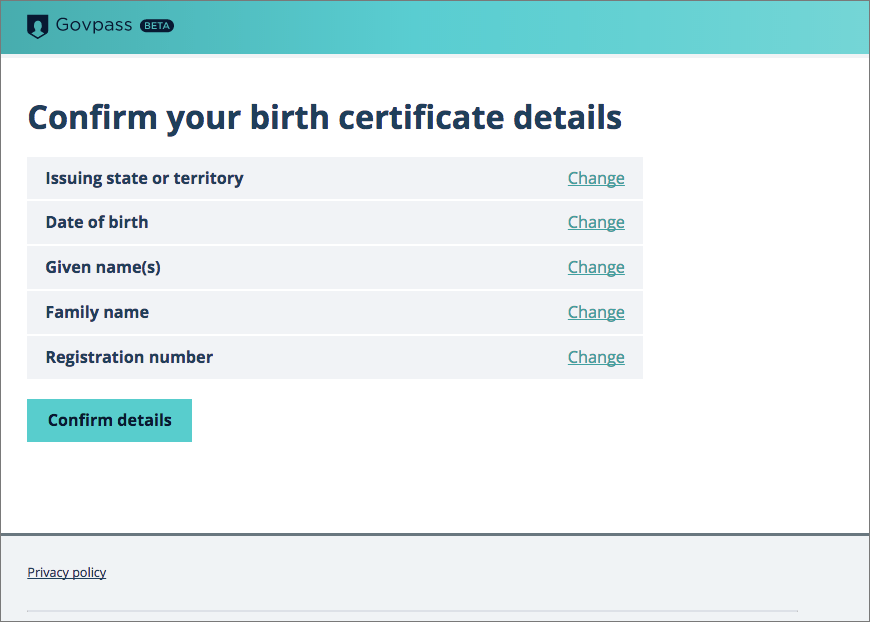 Govpass BETA
Confirm your birth certificate details
Issuing state or territory Change
Date of birth Change
Given name(s) Change
Family name Change
Registration number Change
Confirm details
Privacy policy